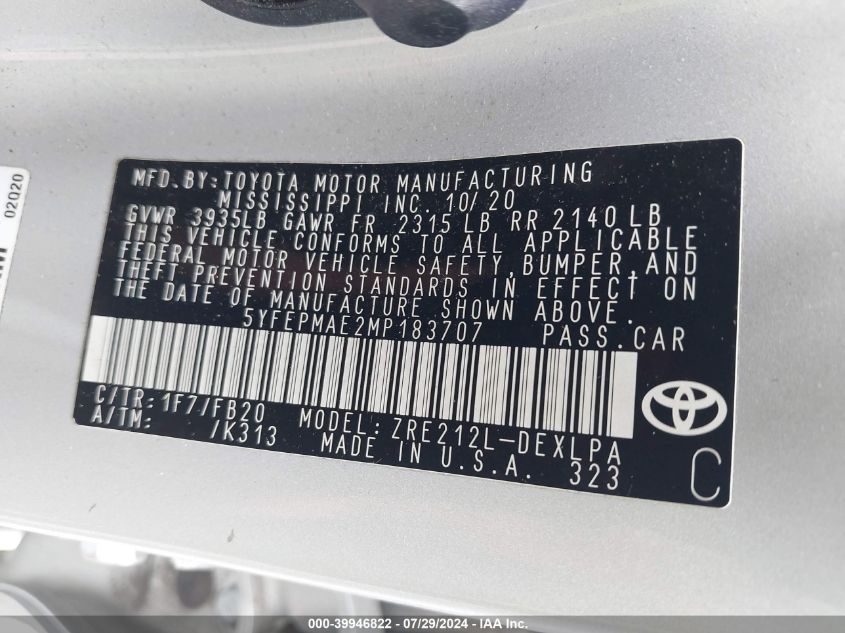 02020
MFD. BY: TOYOTA MOTOR MANUFACTURING
MISSISSIPPI INC 10/20
GVWR 3935LB GAWR FR 2315 LB RR 2140 LB
THIS VEHICLE CONFORMS TO ALL APPLICABLE
FEDERAL MOTOR VEHICLE SAFETY, BUMPER, AND
THEFT PREVENTION STANDARDS IN EFFECT ON
THE DATE OF MANUFACTURE SHOWN ABOVE.
5YFEPMAE2MP183707 PASS. CAR
C/TR: 1F7/FB20 MODEL: ZRE212L-DEXLPA
A/TM: /K313 MADE IN U.S.A. 323
C
000-39946822 - 07/29/2024 - IAA Inc.